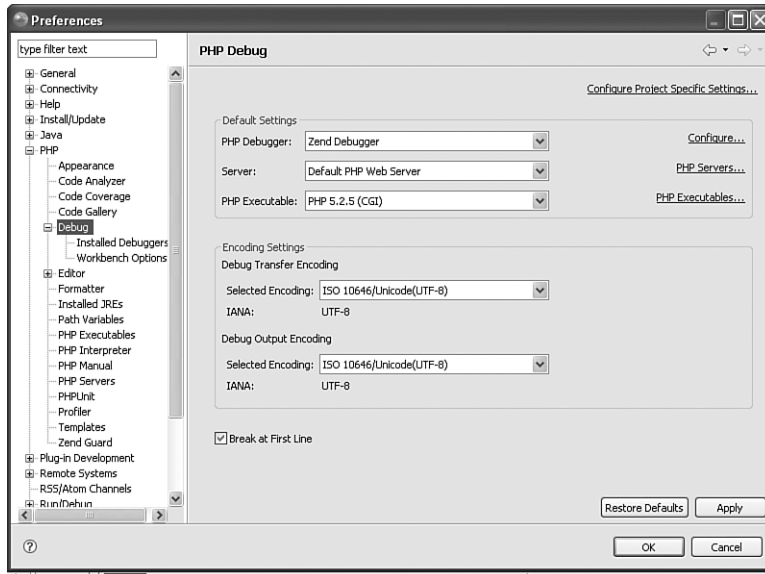 Preferences
type filter text
General
Connectivity
Help
Install/Update
Java
PHP
Appearance
Code Analyzer
Code Coverage
Code Gallery
Debug
Installed Debuggers
Workbench Options
Editor
Formatter
Installed JREs
Path Variables
PHP Executables
PHP Interpreter
PHP Manual
PHP Servers
PHPUnit
Profiler
Templates
Zend Guard
Plug-in Development
Remote Systems
RSS/Atom Channels
Run/Debug
PHP Debug
Configure Project Specific Settings...
Default Settings
PHP Debugger: Zend Debugger Configure...
Server: Default PHP Web Server PHP Servers...
PHP Executable: PHP 5.2.5 (CGI) PHP Executables...
Encoding Settings
Debug Transfer Encoding
Selected Encoding: ISO 10646/Unicode(UTF-8)
IANA: UTF-8
Debug Output Encoding
Selected Encoding: ISO 10646/Unicode(UTF-8)
IANA: UTF-8
Break at First Line
Restore Defaults Apply
? OK Cancel